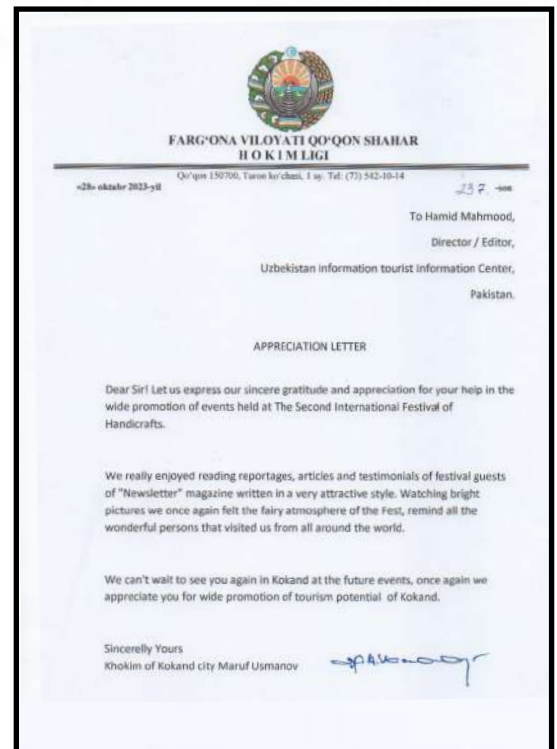 FARG'ONA VILOYATI QO'QON SHAHAR
HOKIMLIGI
Qo'qon 150700, Turon ko'chasi, 1 uy. Tel: (73) 542-10-14
«28» oktabr 2023-yil
237 -son
To Hamid Mahmood,
Director / Editor,
Uzbekistan information tourist Information Center,
Pakistan.
APPRECIATION LETTER
Dear Sir! Let us express our sincere gratitude and appreciation for your help in the
wide promotion of events held at The Second International Festival of
Handicrafts.
We really enjoyed reading reportages, articles and testimonials of festival guests
of "Newsletter" magazine written in a very attractive style. Watching bright
pictures we once again felt the fairy atmosphere of the Fest, remind all the
wonderful persons that visited us from all around the world.
We can't wait to see you again in Kokand at the future events, once again we
appreciate you for wide promotion of tourism potential of Kokand.
Sincerelly Yours
Khokim of Kokand city Maruf Usmanov